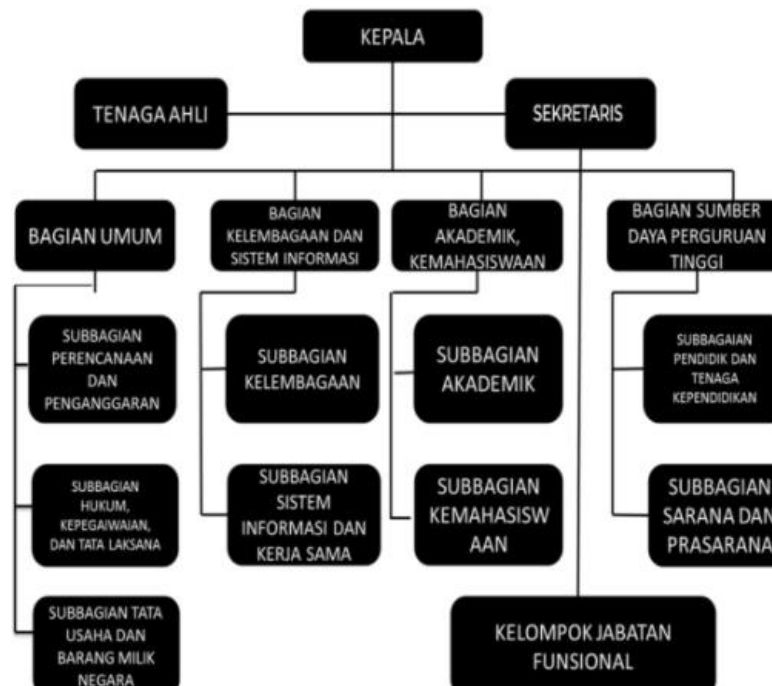 KEPALA
TENAGA AHLI
SEKRETARIS
BAGIAN UMUM
BAGIAN
KELEMBAGAAN DAN
SISTEM INFORMASI
BAGIAN
AKADEMIK,
KEMAHASISWAAN
BAGIAN SUMBER
DAYA PERGURUAN
TINGGI
SUBBAGIAN
PERENCANAAN
DAN
PENGANGGARAN
SUBBAGIAN
KELEMBAGAAN
SUBBAGIAN
AKADEMIK
SUBBAGAIAN
PENDIDIK DAN
TENAGA
KEPENDIDIKAN
SUBBAGIAN
HUKUM,
KEPEGAIWAIAN,
DAN TATA LAKSANA
SUBBAGIAN
SISTEM
INFORMASI DAN
KERJA SAMA
SUBBAGIAN
KEMAHASISW
AAN
SUBBAGIAN
SARANA DAN
PRASARANA
SUBBAGIAN TATA
USAHA DAN
BARANG MILIK
NEGARA
KELOMPOK JABATAN
FUNSIONAL